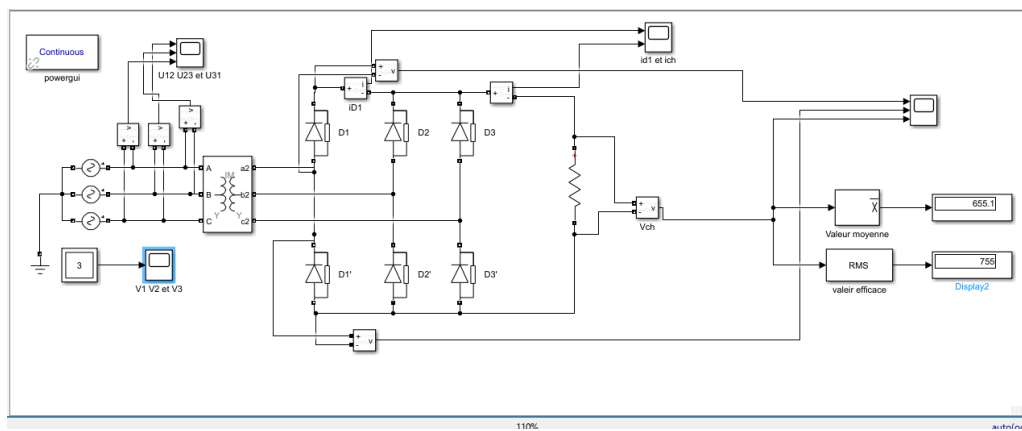 Continuous
powergui
U12 U23 et U31
id1 et ich
v
iD1
D1
D2
D3
A
B
C
a2
b2
c2
Y
Y
3
V1 V2 et V3
D1'
D2'
D3'
v
v
Vch
Valeur moyenne
655.1
RMS
valeir efficace
755
Display2
110%